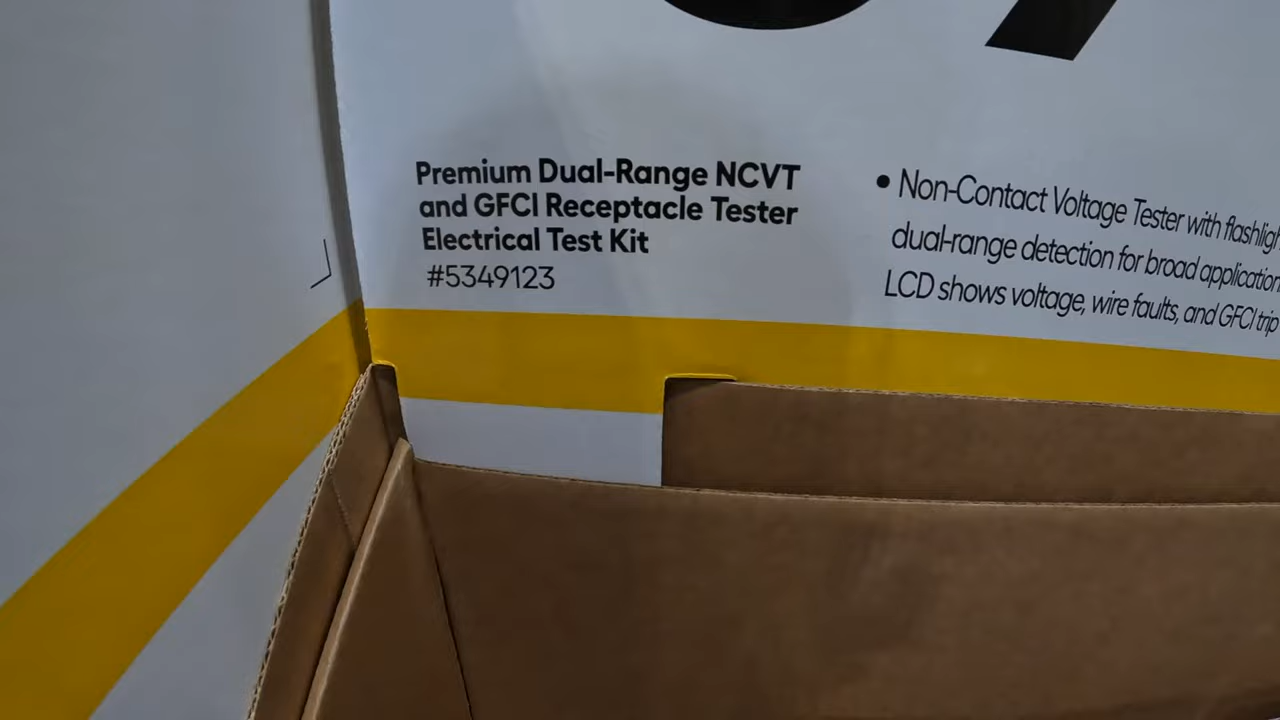 Premium Dual-Range NCVT
and GFCI Receptacle Tester
Electrical Test Kit
#5349123
• Non-Contact Voltage Tester with
dual-range detection for broad
LCD shows voltage, wire faults, and GFCI trip